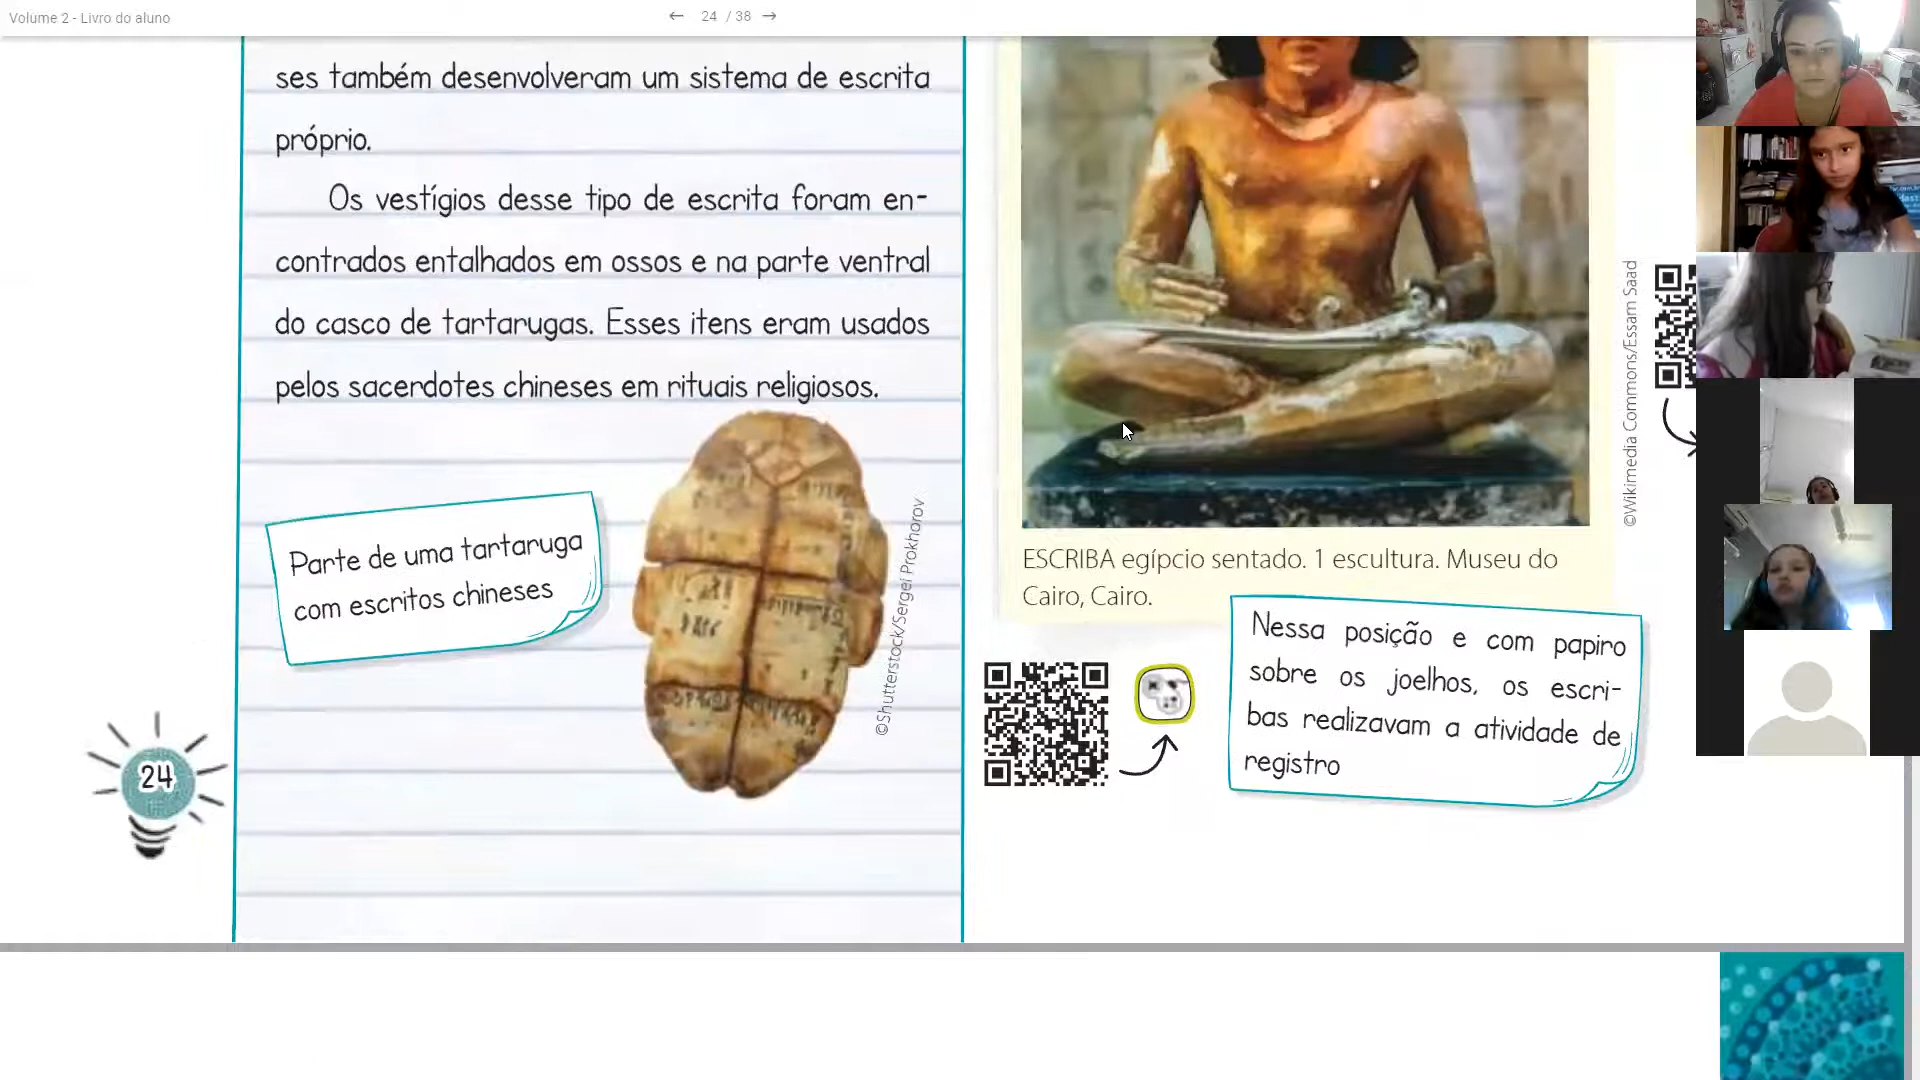 Volume 2 - Livro do aluno
← 24 / 38 →
ses também desenvolveram um sistema de escrita
próprio.
Os vestígios desse tipo de escrita foram en-
contrados entalhados em ossos e na parte ventral
do casco de tartarugas. Esses itens eram usados
pelos sacerdotes chineses em rituais religiosos.
Parte de uma tartaruga
com escritos chineses
©Shutterstock/Sergei Prokhorov
24
©Wikimedia Commons/Essam Saad
ESCRIBA egípcio sentado. 1 escultura. Museu do
Cairo, Cairo.
Nessa posição e com papiro
sobre os joelhos, os escri-
bas realizavam a atividade de
registro